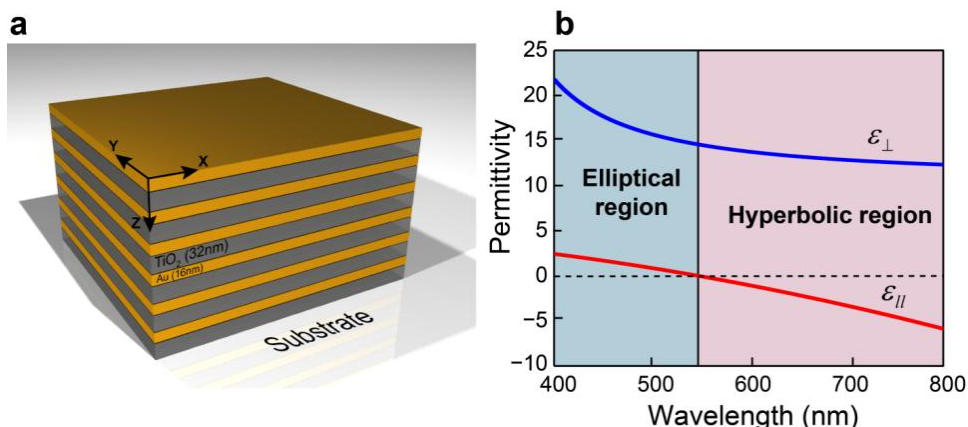 a
Y
X
Z
TiO₂ (32nm)
Au (16nm)
Substrate
b
25
20
15
10
5
0
−5
−10
Permittivity
Elliptical
region
Hyperbolic region
ε⊥
ε//
400
500
600
700
800
Wavelength (nm)